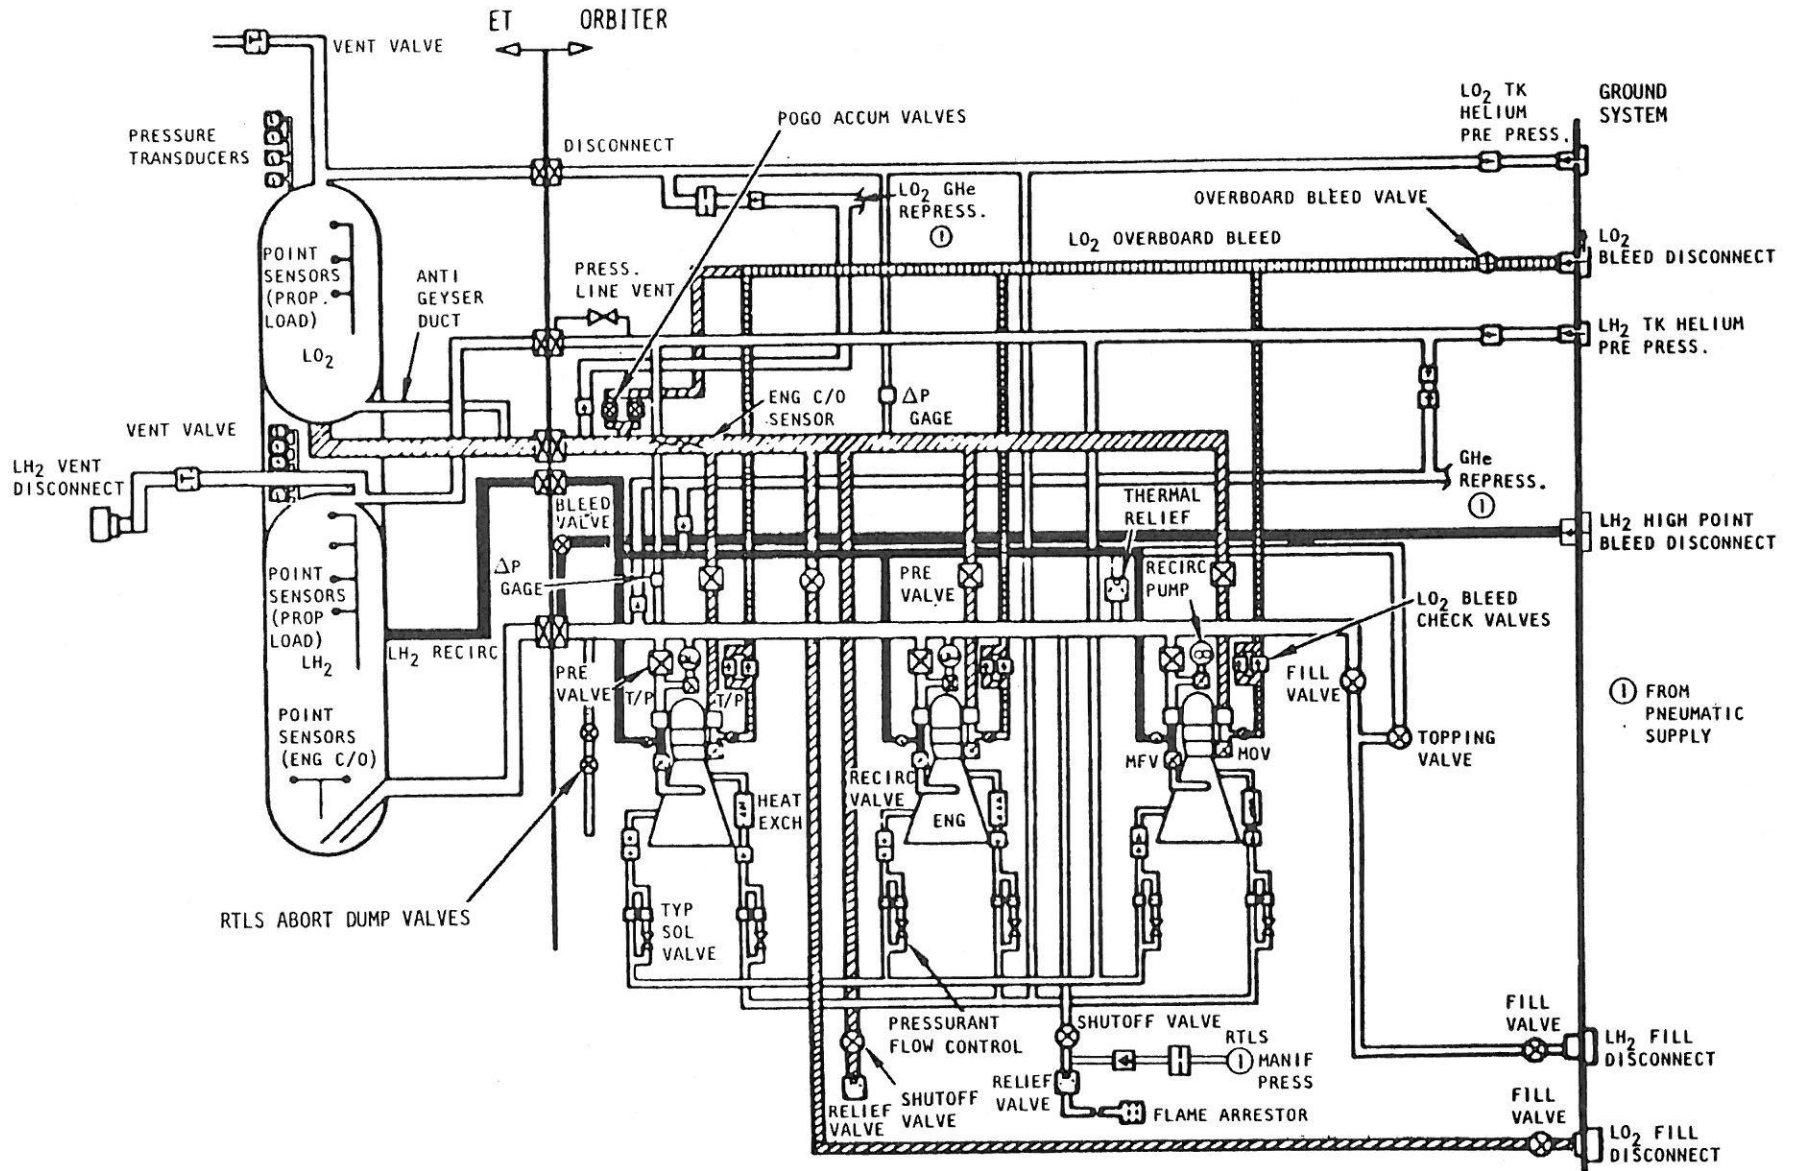 ET ORBITER
VENT VALVE
PRESSURE
TRANSDUCERS
POGO ACCUM VALVES
DISCONNECT
LO₂ TK
HELIUM
PRE PRESS.
GROUND
SYSTEM
LO₂ GHe
REPRESS.
①
OVERBOARD BLEED VALVE
LO₂ OVERBOARD BLEED
LO₂
BLEED DISCONNECT
POINT
SENSORS
(PROP.
LOAD)
LO₂
ANTI
GEYSER
DUCT
PRESS.
LINE VENT
LH₂ TK HELIUM
PRE PRESS.
ENG C/O
SENSOR
ΔP
GAGE
VENT VALVE
LH₂ VENT
DISCONNECT
GHe
REPRESS.
①
BLEED
VALVE
THERMAL
RELIEF
LH₂ HIGH POINT
BLEED DISCONNECT
ΔP
GAGE
POINT
SENSORS
(PROP
LOAD)
LH₂
LH₂ RECIRC
PRE
VALVE
RECIRC
PUMP
LO₂ BLEED
CHECK VALVES
PRE
VALVE
T/P
T/P
FILL
VALVE
① FROM
PNEUMATIC
SUPPLY
POINT
SENSORS
(ENG C/O)
MFV
MOV
TOPPING
VALVE
HEAT
EXCH
RECIRC
VALVE
ENG
RTLS ABORT DUMP VALVES
TYP
SOL
VALVE
PRESSURANT
FLOW CONTROL
SHUTOFF VALVE
RTLS
① MANIF
PRESS
FILL
VALVE
LH₂ FILL
DISCONNECT
RELIEF
VALVE
SHUTOFF
VALVE
RELIEF
VALVE
FLAME ARRESTOR
FILL
VALVE
LO₂ FILL
DISCONNECT